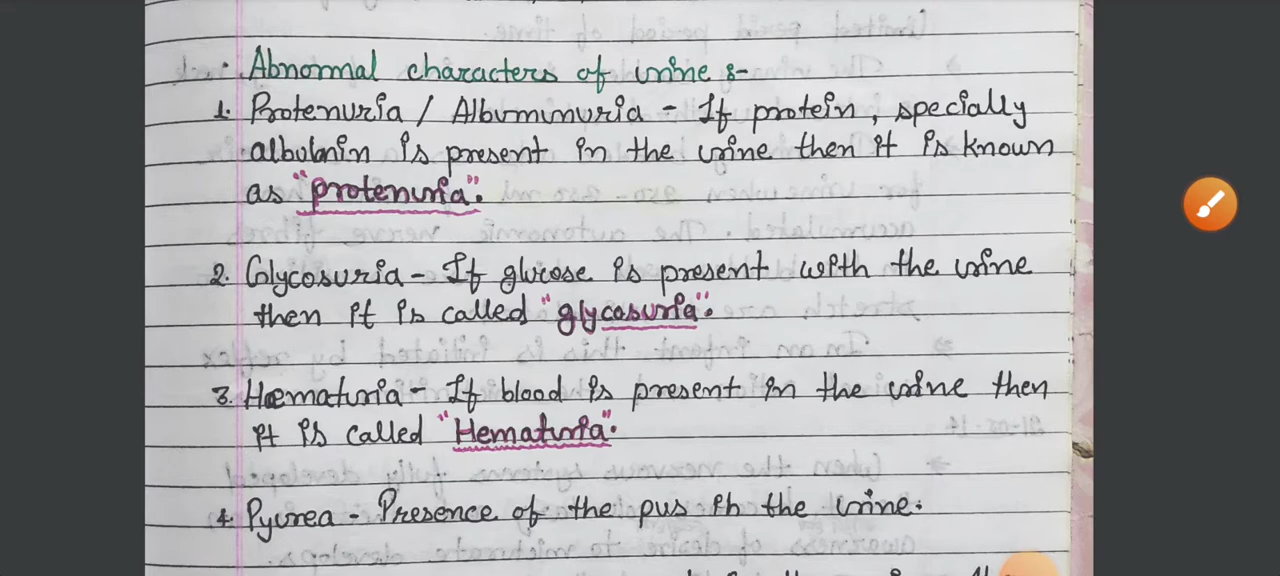 Abnormal characters of urine :-
1. Protenuria / Albumunuria - If protein, specially
albulmin is present in the urine then it is known
as "protenuria".
2. Glycosuria - If glucose is present with the urine
then it is called "glycosuria".
3. Hematuria - If blood is present in the urine then
it is called "Hematuria".
4. Pyurea - Presence of the pus in the urine.